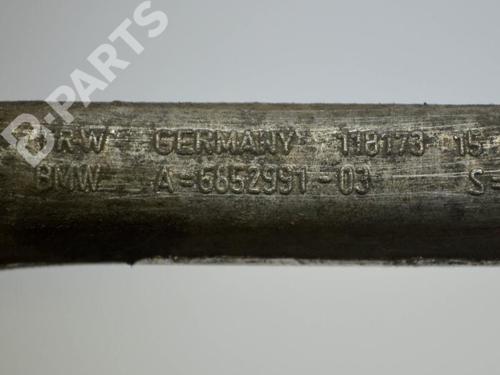 B-PARTS
TRW GERMANY 118173 15
BMW A-6852991-03 S-